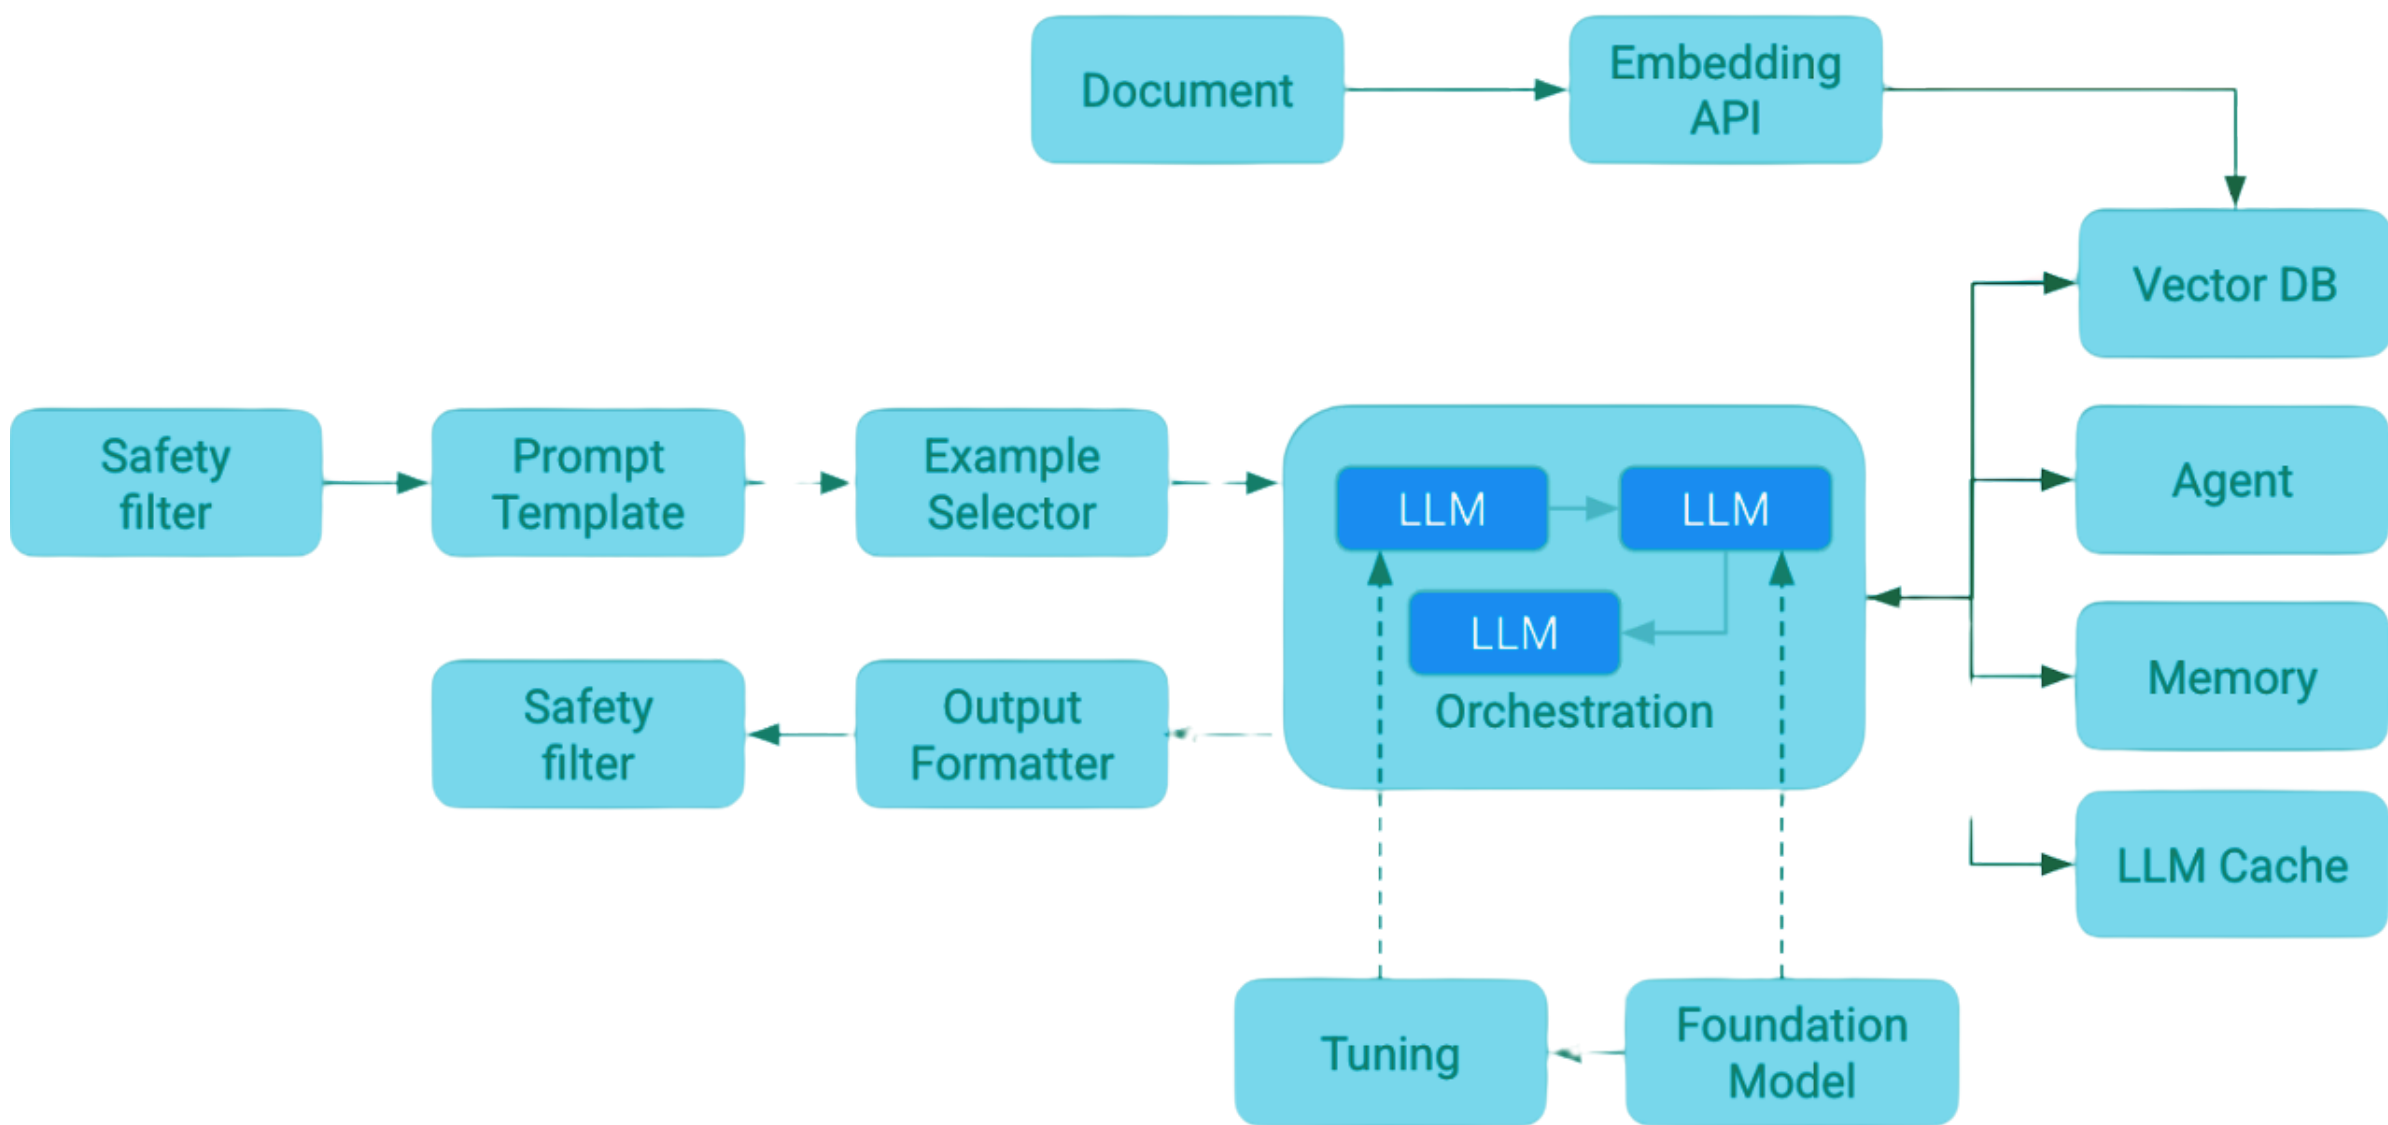 Document
Embedding
API
Vector DB
Safety
filter
Prompt
Template
Example
Selector
LLM
LLM
LLM
Orchestration
Agent
Memory
LLM Cache
Safety
filter
Output
Formatter
Tuning
Foundation
Model